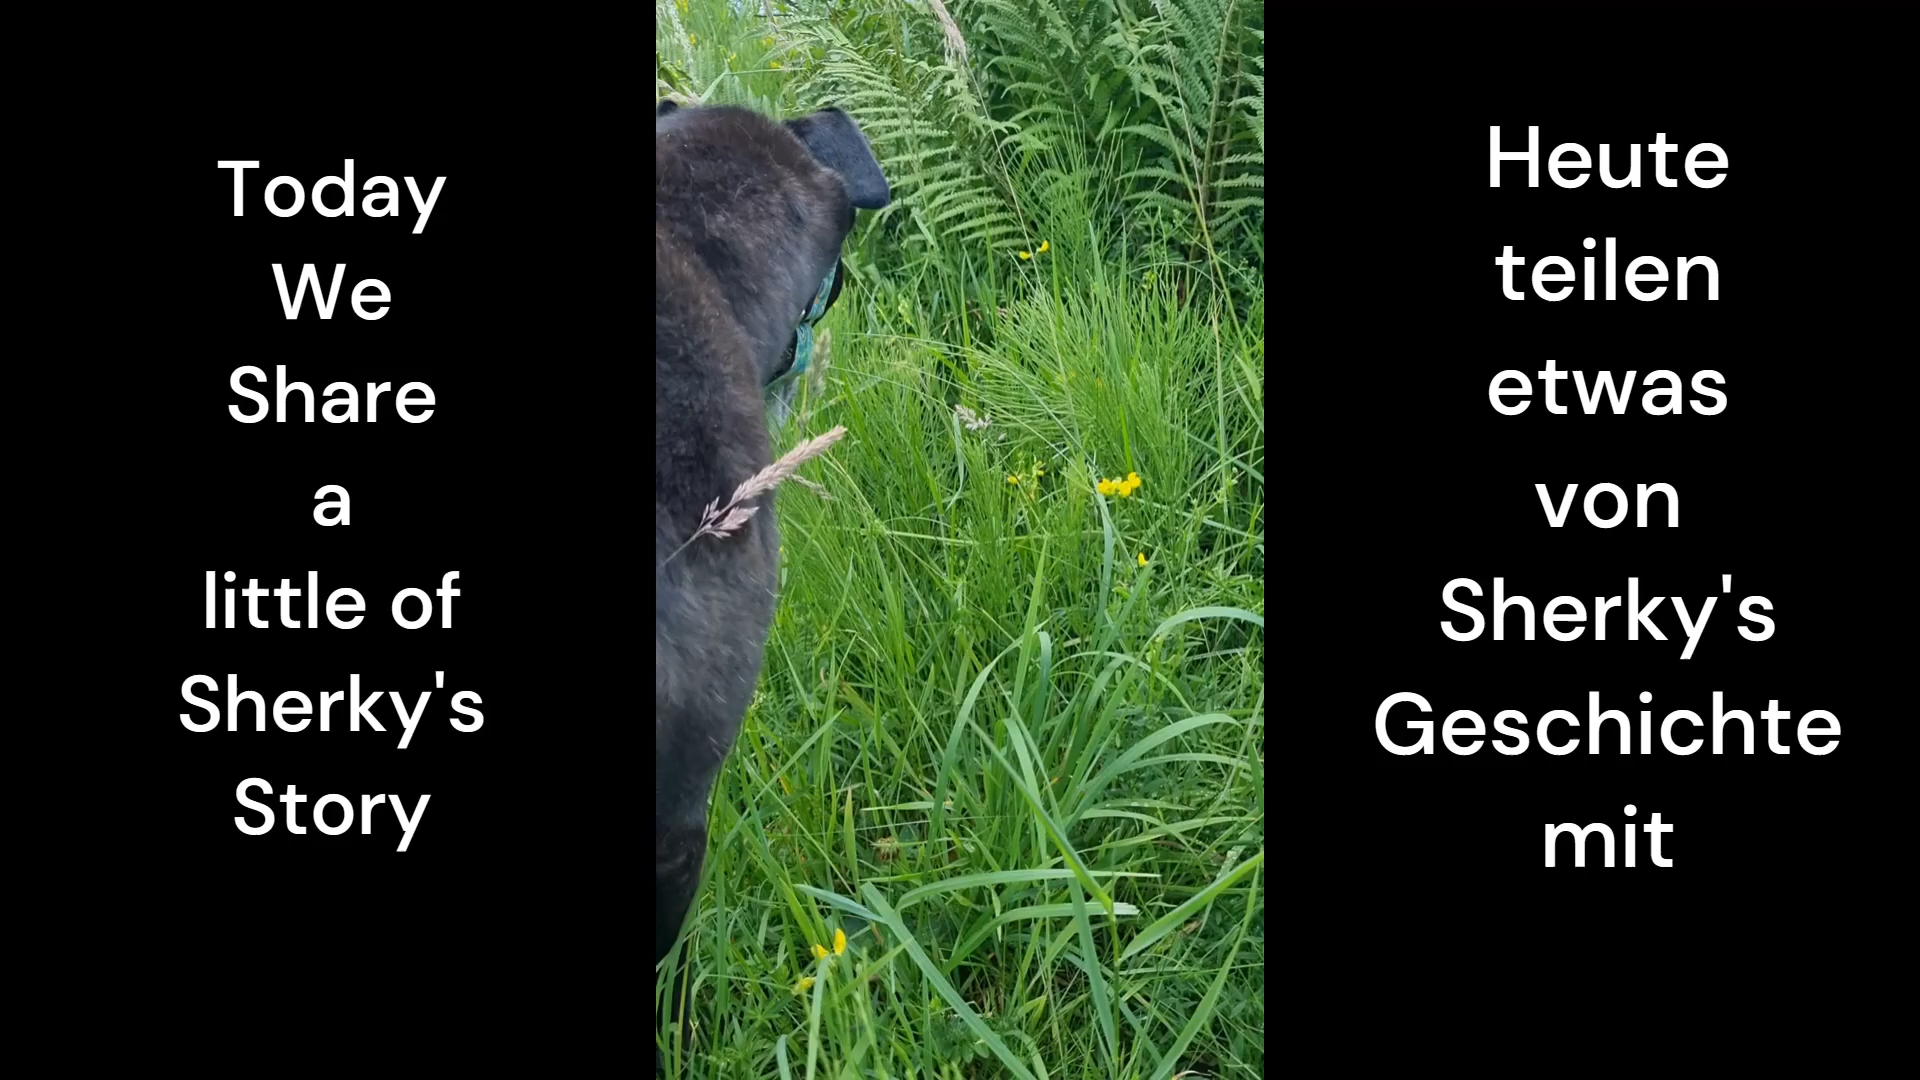 Today
We
Share
a
little of
Sherky's
Story
Heute
teilen
etwas
von
Sherky's
Geschichte
mit